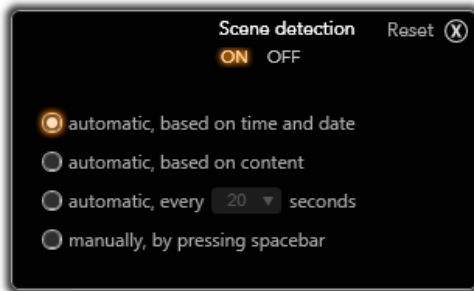 Scene detection Reset X
ON OFF
automatic, based on time and date
automatic, based on content
automatic, every 20 seconds
manually, by pressing spacebar